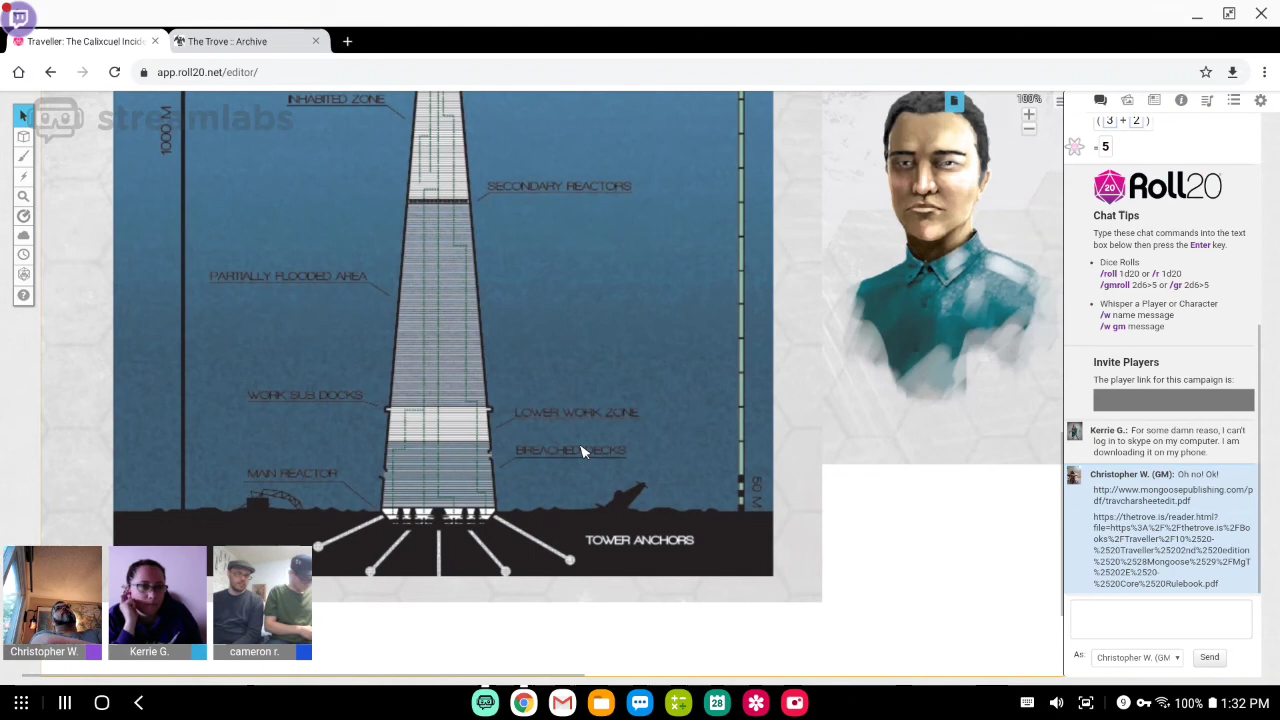 Traveller: The Calixcuel Incide
The Trove :: Archive
app.roll20.net/editor/
streamlabs
INHABITED ZONE
1000 M
SECONDARY REACTORS
PARTIALLY FLOODED AREA
WORK SUB DOCKS
LOWER WORK ZONE
BREACHED DECKS
MAIN REACTOR
50 M
TOWER ANCHORS
Christopher W.
Kerrie G.
cameron r.
100%
( 3 + 2 )
= 5
20
Roll20
Chat Tips
Type these chat commands into the text
box below then press the Enter key.
• Dice Rolls
/roll 1d20 or /r 1d20
/gmroll 2d6>5 or /gr 2d6>5
• Whisper a Player or Character
/w name message
/w gm message
Invite Players
The player link for this campaign is:
Kerrie G.: For some damn reaso, I can't
log in to skype on my computer. I am
downloading it on my phone.
Christopher W. (GM): Oh no! Ok!
http://www.mongoosepublishing.com/p
df/travcharsheetedit.pdf
https://thetrove.is/reader.html?
file=https%3A%2F%2Fthetrove.is%2FBo
oks%2FTraveller%2F10%2520-
%2520Traveller%25202nd%2520edition
%2520%2528Mongoose%2529%2FMgT
%25202E%2520-
%2520Core%2520Rulebook.pdf
As:
Christopher W. (GM
Send
28
9
100%
1:32 PM